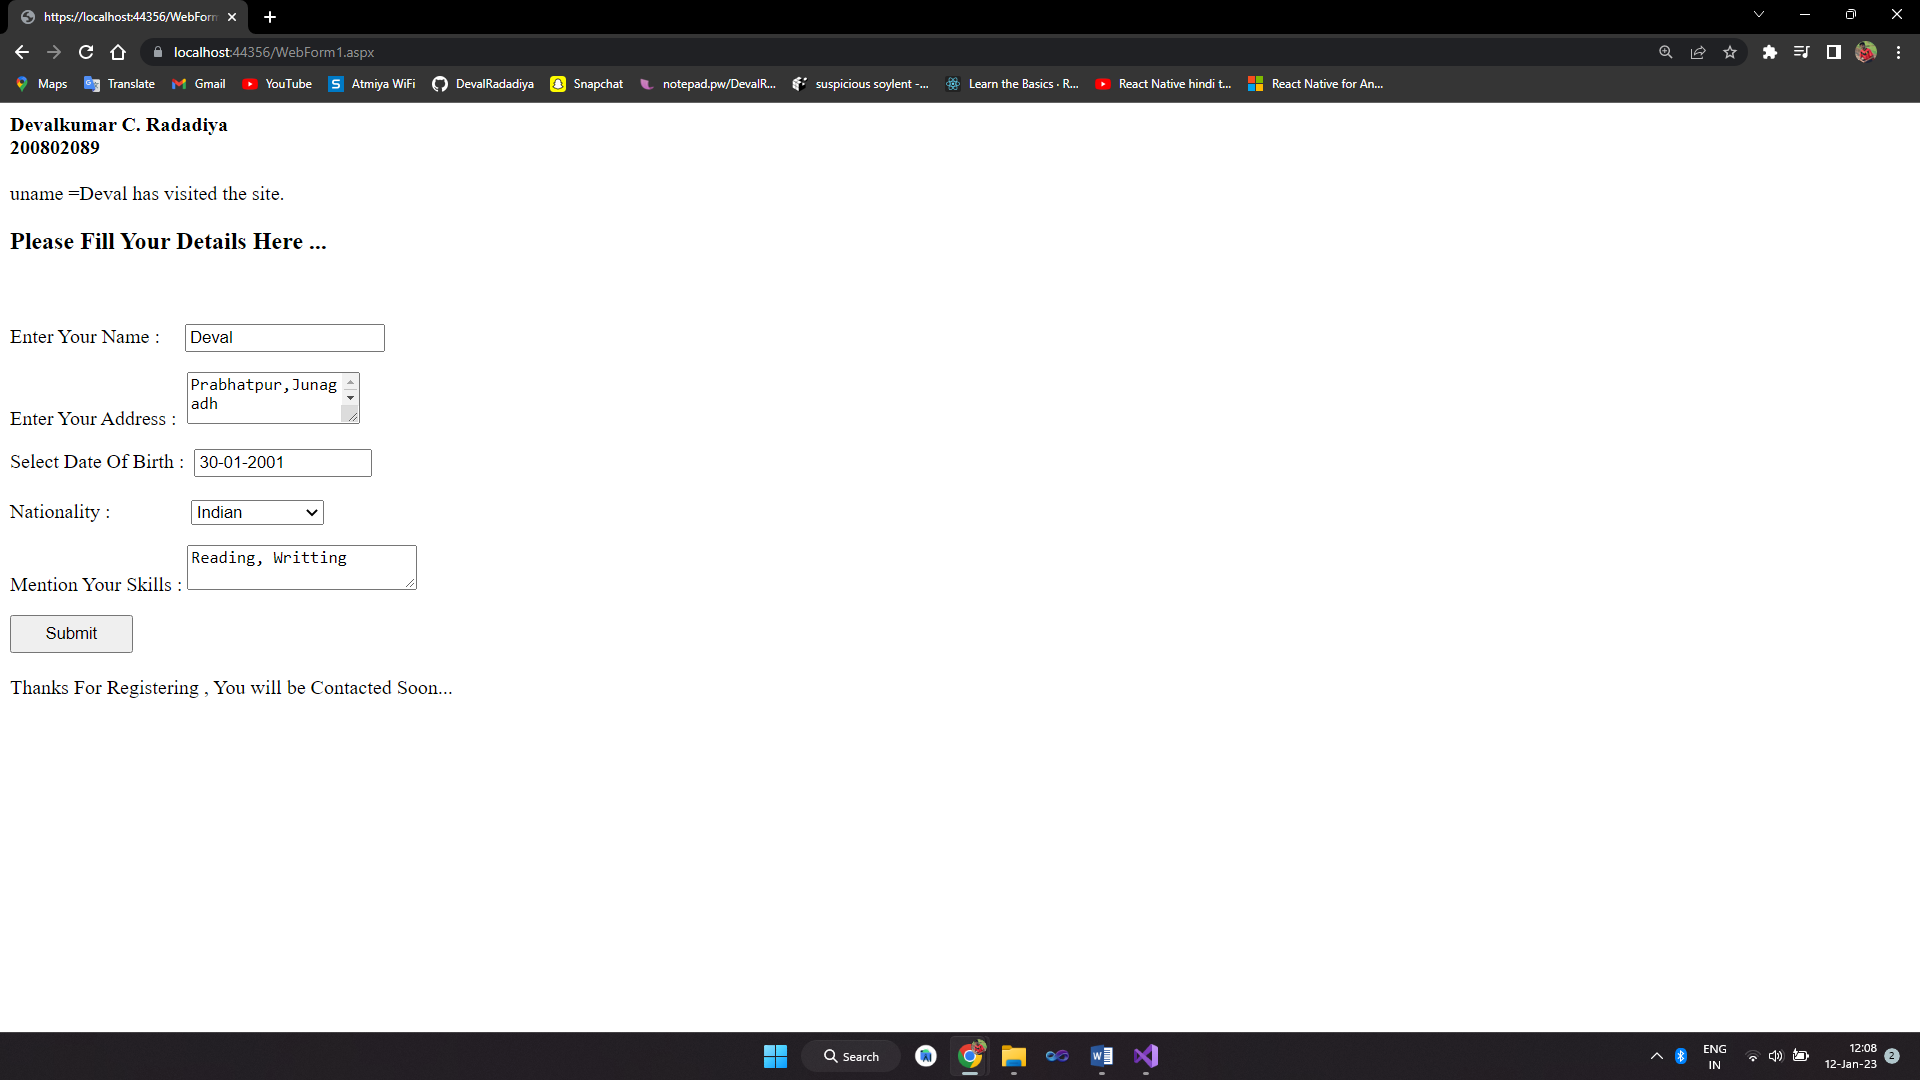 https://localhost:44356/WebForm
localhost:44356/WebForm1.aspx
Maps Translate Gmail YouTube Atmiya WiFi DevalRadadiya Snapchat notepad.pw/DevalR... suspicious soylent -... Learn the Basics · R... React Native hindi t... React Native for An...
Devalkumar C. Radadiya
200802089
uname =Deval has visited the site.
Please Fill Your Details Here ...
Enter Your Name : Deval
Prabhatpur,Junag
adh
Enter Your Address :
Select Date Of Birth : 30-01-2001
Nationality : Indian
Reading, Writting
Mention Your Skills :
Submit
Thanks For Registering , You will be Contacted Soon...
Search
ENG
IN
12:08
12-Jan-23
2